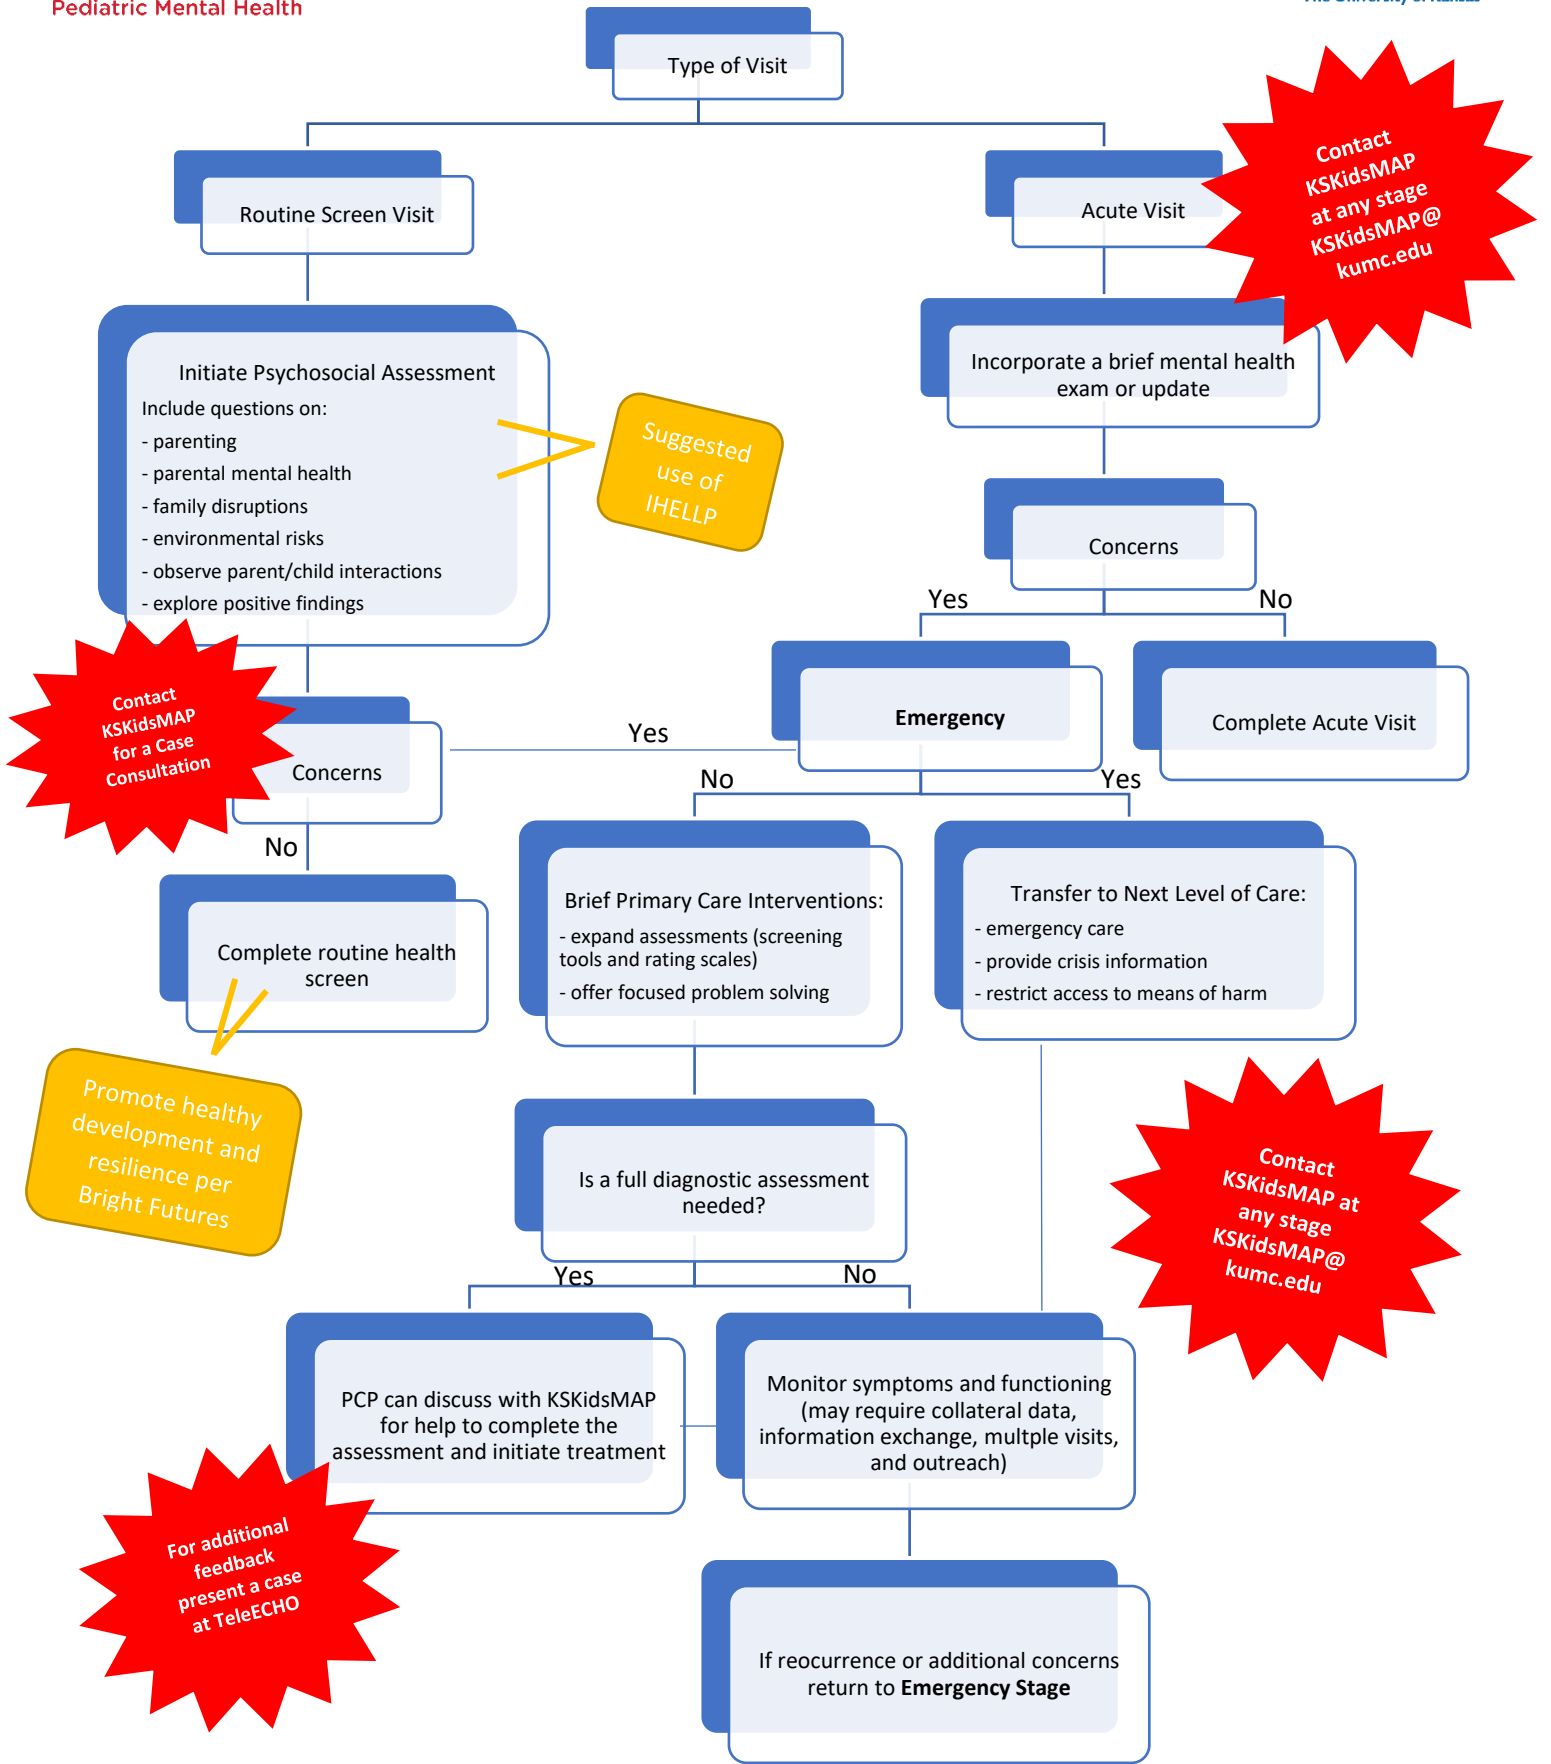 Pediatric Mental Health
The University of Kansas
Type of Visit
Routine Screen Visit
Acute Visit
Contact
KSKidsMAP
at any stage
KSKidsMAP@
kumc.edu
Initiate Psychosocial Assessment
Include questions on:
- parenting
- parental mental health
- family disruptions
- environmental risks
- observe parent/child interactions
- explore positive findings
Suggested
use of
IHELLP
Incorporate a brief mental health
exam or update
Concerns
Yes
No
Contact
KSKidsMAP
for a Case
Consultation
Concerns
Yes
Emergency
Complete Acute Visit
No
No
Yes
Complete routine health
screen
Promote healthy
development and
resilience per
Bright Futures
Brief Primary Care Interventions:
- expand assessments (screening
tools and rating scales)
- offer focused problem solving
Transfer to Next Level of Care:
- emergency care
- provide crisis information
- restrict access to means of harm
Is a full diagnostic assessment
needed?
Contact
KSKidsMAP at
any stage
KSKidsMAP@
kumc.edu
Yes
No
PCP can discuss with KSKidsMAP
for help to complete the
assessment and initiate treatment
Monitor symptoms and functioning
(may require collateral data,
information exchange, multple visits,
and outreach)
For additional
feedback
present a case
at TeleECHO
If reocurrence or additional concerns
return to Emergency Stage